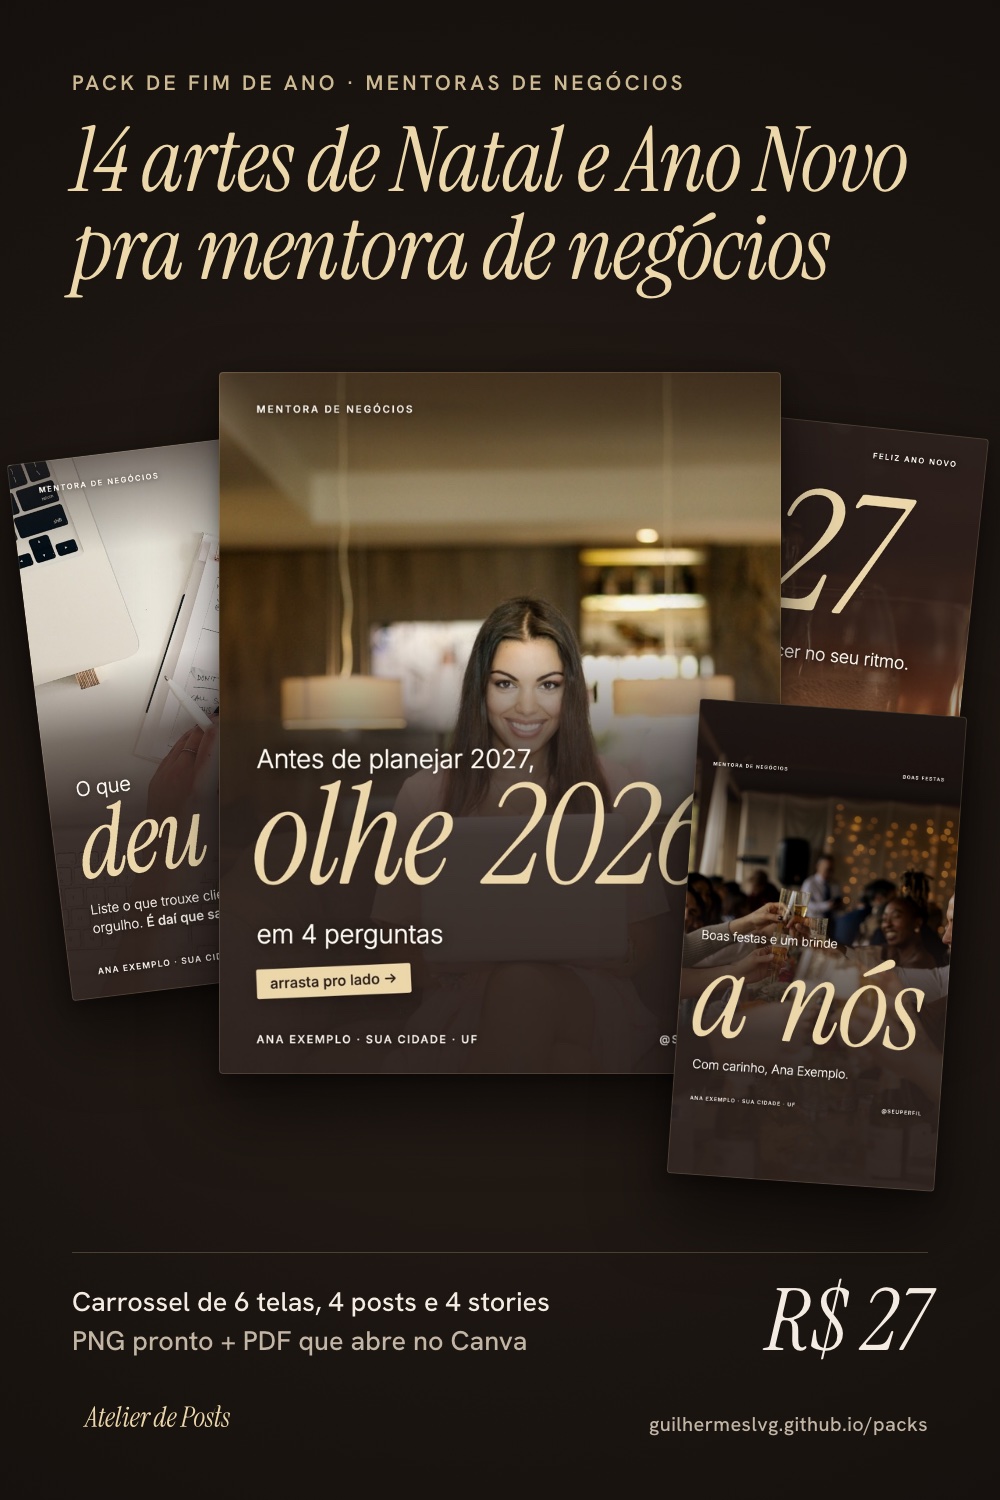 PACK DE FIM DE ANO · MENTORAS DE NEGÓCIOS
14 artes de Natal e Ano Novo
pra mentora de negócios
MENTORA DE NEGÓCIOS
O que
deu
Liste o que trouxe
orgulho. É daí que
ANA EXEMPLO · SUA
MENTORA DE NEGÓCIOS
Antes de planejar 2027,
olhe 2026
em 4 perguntas
arrasta pro lado →
ANA EXEMPLO · SUA CIDADE · UF
FELIZ ANO NOVO
27
no seu ritmo.
MENTORA DE NEGÓCIOS
BOAS FESTAS
Boas festas e um brinde
a nós
Com carinho, Ana Exemplo.
ANA EXEMPLO · SUA CIDADE · UF
@SEUPERFIL
Carrossel de 6 telas, 4 posts e 4 stories
PNG pronto + PDF que abre no Canva
R$ 27
Atelier de Posts
guilhermeslvg.github.io/packs